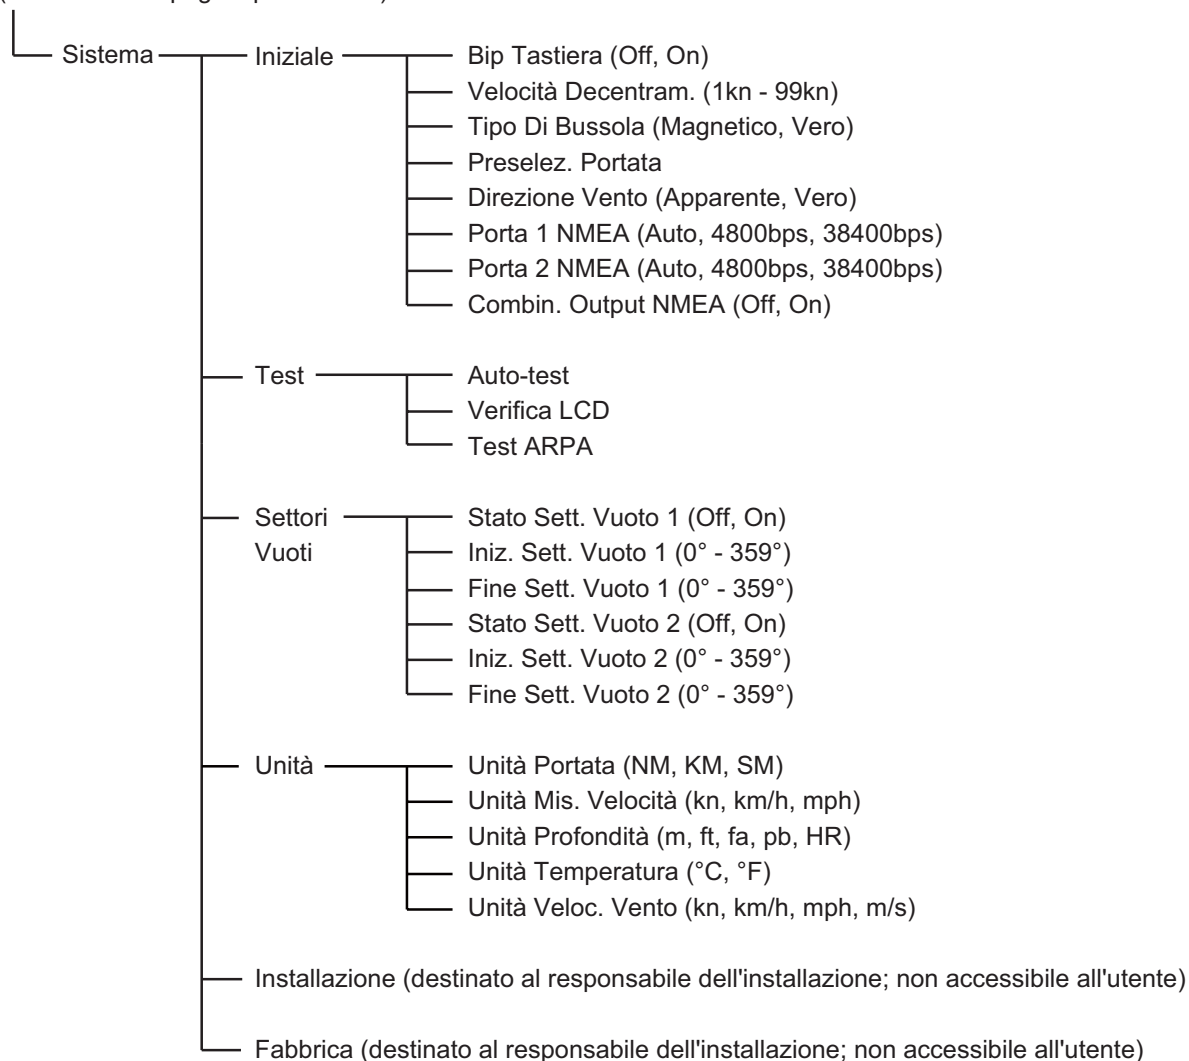 Sistema
Iniziale
Bip Tastiera (Off, On)
Velocità Decentram. (1kn - 99kn)
Tipo Di Bussola (Magnetico, Vero)
Preselez. Portata
Direzione Vento (Apparente, Vero)
Porta 1 NMEA (Auto, 4800bps, 38400bps)
Porta 2 NMEA (Auto, 4800bps, 38400bps)
Combin. Output NMEA (Off, On)
Test
Auto-test
Verifica LCD
Test ARPA
Settori
Vuoti
Stato Sett. Vuoto 1 (Off, On)
Iniz. Sett. Vuoto 1 (0° - 359°)
Fine Sett. Vuoto 1 (0° - 359°)
Stato Sett. Vuoto 2 (Off, On)
Iniz. Sett. Vuoto 2 (0° - 359°)
Fine Sett. Vuoto 2 (0° - 359°)
Unità
Unità Portata (NM, KM, SM)
Unità Mis. Velocità (kn, km/h, mph)
Unità Profondità (m, ft, fa, pb, HR)
Unità Temperatura (°C, °F)
Unità Veloc. Vento (kn, km/h, mph, m/s)
Installazione (destinato al responsabile dell'installazione; non accessibile all'utente)
Fabbrica (destinato al responsabile dell'installazione; non accessibile all'utente)